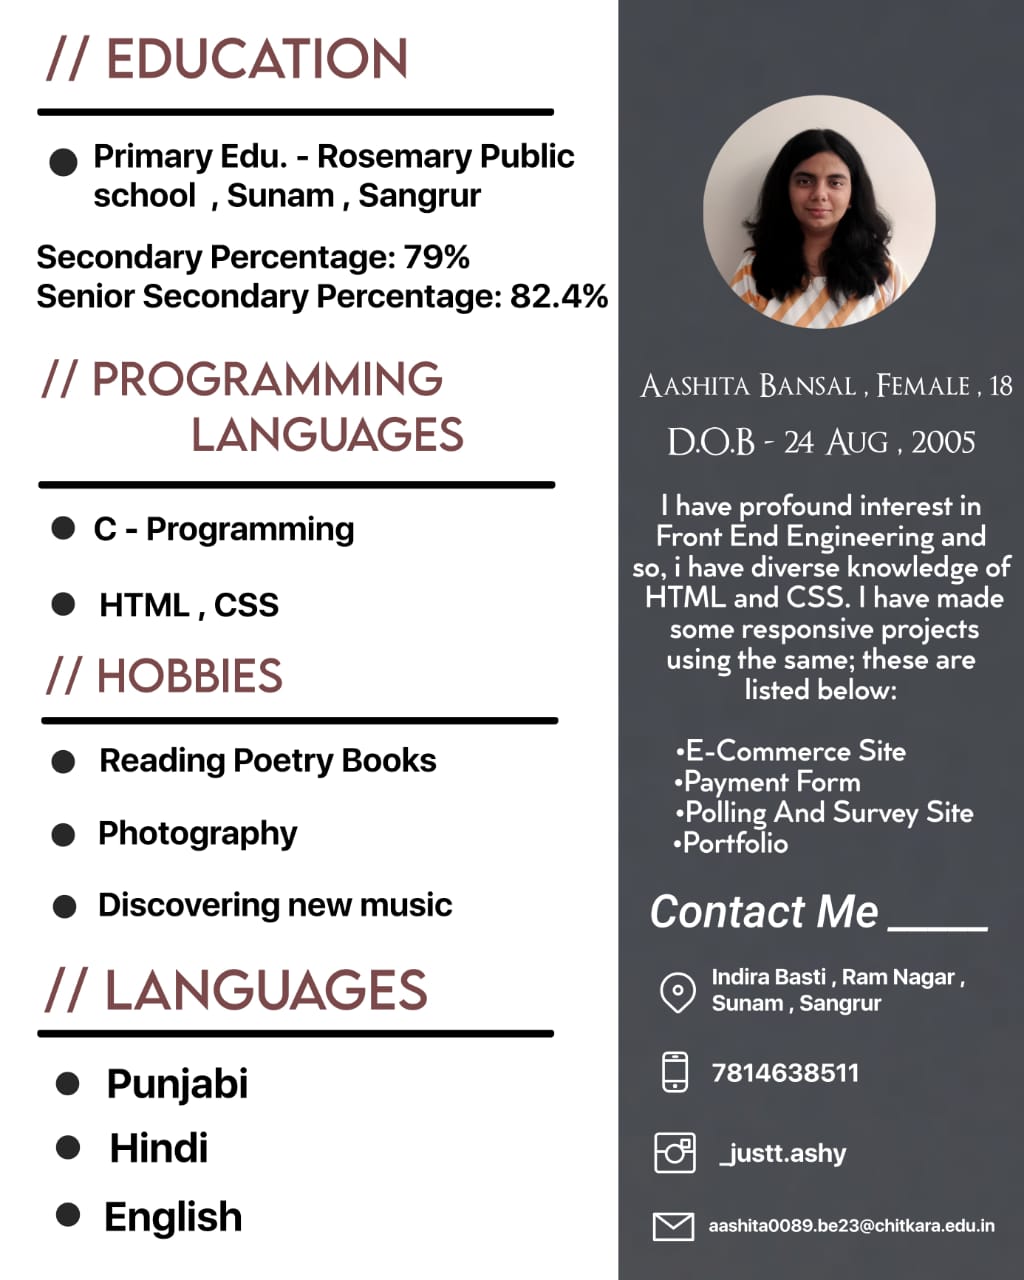 // EDUCATION
Primary Edu. - Rosemary Public
school , Sunam , Sangrur
Secondary Percentage: 79%
Senior Secondary Percentage: 82.4%
// PROGRAMMING
LANGUAGES
C - Programming
HTML , CSS
// HOBBIES
Reading Poetry Books
Photography
Discovering new music
// LANGUAGES
Punjabi
Hindi
English
Aashita Bansal , Female , 18
D.O.B - 24 Aug , 2005
I have profound interest in
Front End Engineering and
so, i have diverse knowledge of
HTML and CSS. I have made
some responsive projects
using the same; these are
listed below:
•E-Commerce Site
•Payment Form
•Polling And Survey Site
•Portfolio
Contact Me _____
Indira Basti , Ram Nagar ,
Sunam , Sangrur
7814638511
_justt.ashy
aashita0089.be23@chitkara.edu.in